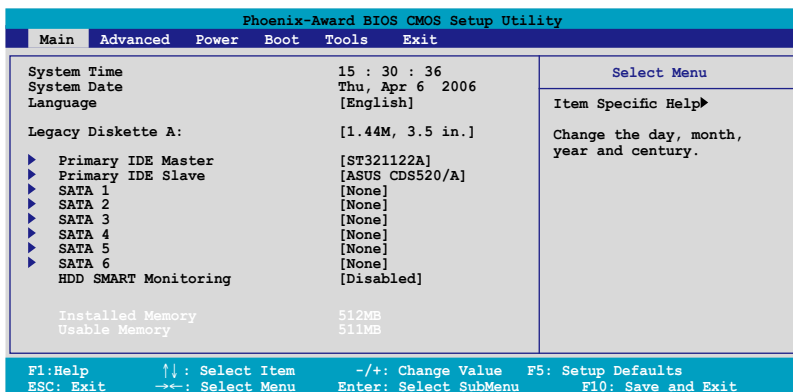 Phoenix-Award BIOS CMOS Setup Utility
Main Advanced Power Boot Tools Exit
System Time 15 : 30 : 36
System Date Thu, Apr 6 2006
Language [English]
Legacy Diskette A: [1.44M, 3.5 in.]
Primary IDE Master [ST321122A]
Primary IDE Slave [ASUS CDS520/A]
SATA 1 [None]
SATA 2 [None]
SATA 3 [None]
SATA 4 [None]
SATA 5 [None]
SATA 6 [None]
HDD SMART Monitoring [Disabled]
Installed Memory 512MB
Usable Memory 511MB
Select Menu
Item Specific Help▶
Change the day, month,
year and century.
F1:Help ↑↓: Select Item -/+: Change Value F5: Setup Defaults
ESC: Exit →←: Select Menu Enter: Select SubMenu F10: Save and Exit